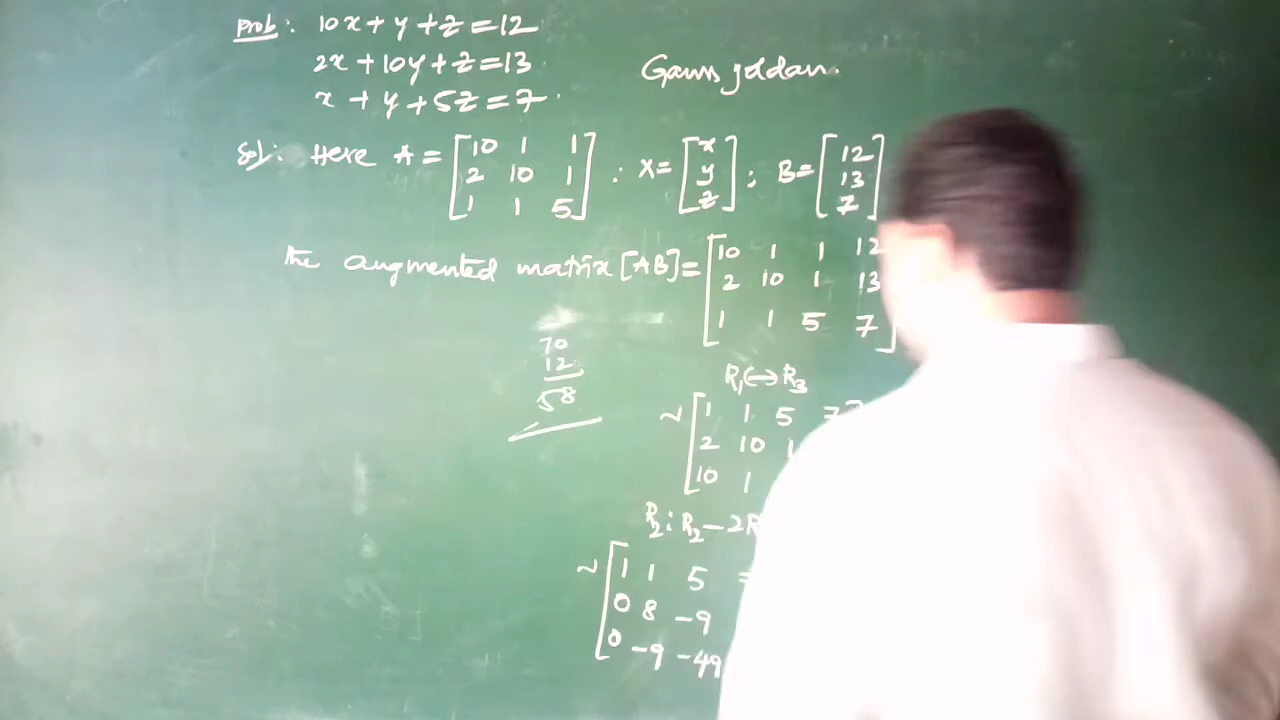 Prob: 10x + y + z = 12
2x + 10y + z = 13
x + y + 5z = 7
Gauss jordan.
Sol: Here A = [10 1 1
2 10 1
1 1 5] ; X = [x
y
z] ; B = [12
13
7]
the augmented matrix [AB] = [10 1 1 12
2 10 1 13
1 1 5 7]
70
12
58
R1 ↔ R3
~ [1 1 5 7
2 10 1
10 1
R2: R2 - 2R
~ [1 1 5
0 8 -9
0 -9 -49